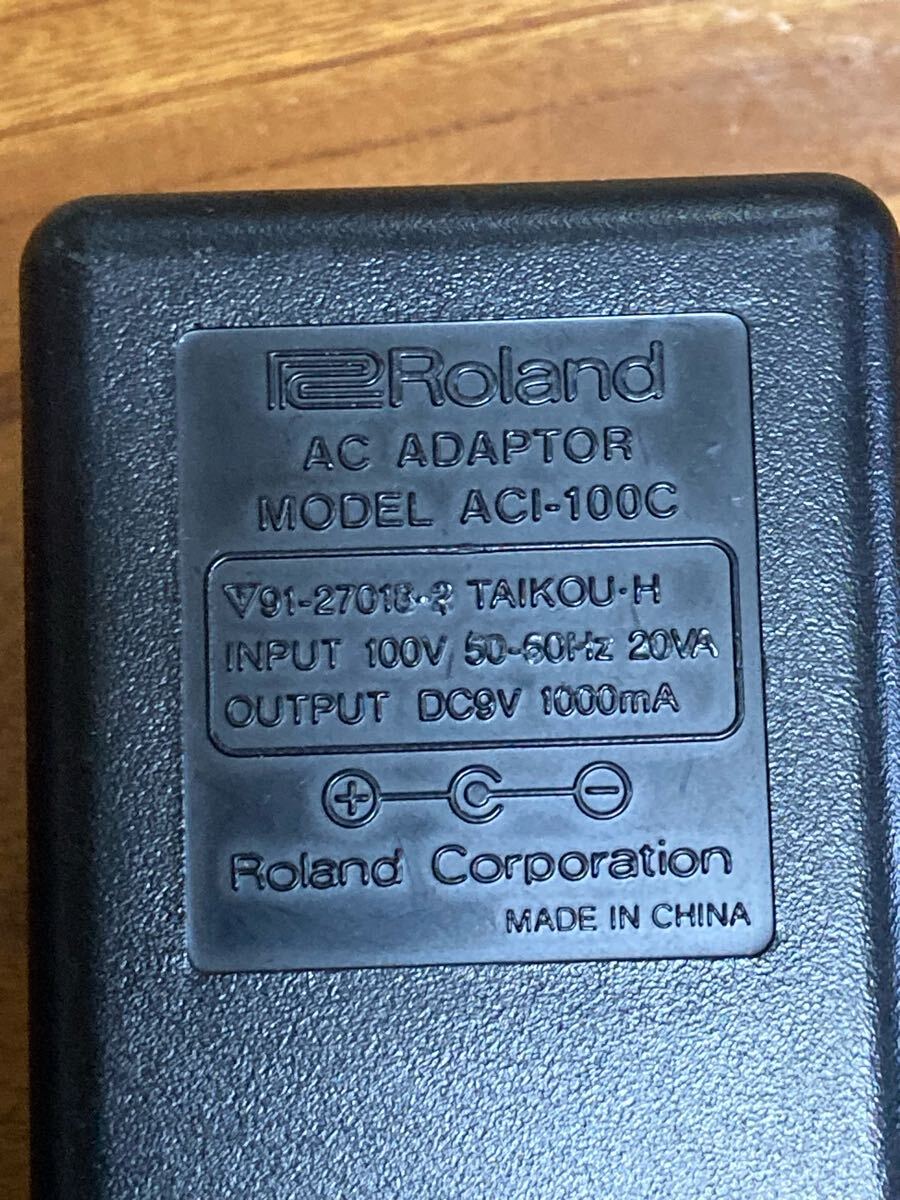 Roland
AC ADAPTOR
MODEL ACI-100C
▽91-27018-2 TAIKOU·H
INPUT 100V 50-60Hz 20VA
OUTPUT DC9V 1000mA
+ -
Roland Corporation
MADE IN CHINA